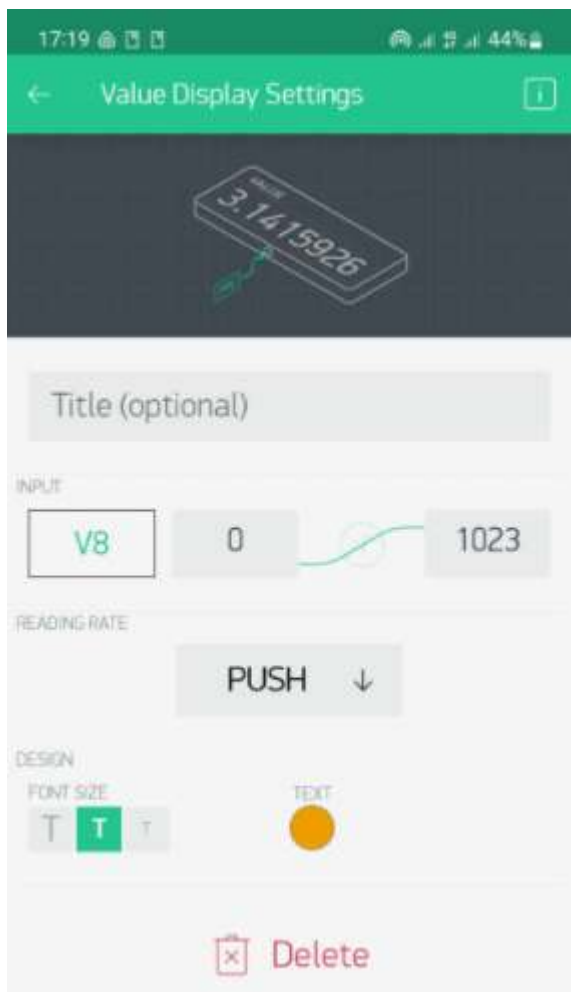 17:19 44%
← Value Display Settings i
VALUE
3.1415926
Title (optional)
INPUT
V8 0 1023
READING RATE
PUSH ↓
DESIGN
FONT SIZE TEXT
T T T
Delete